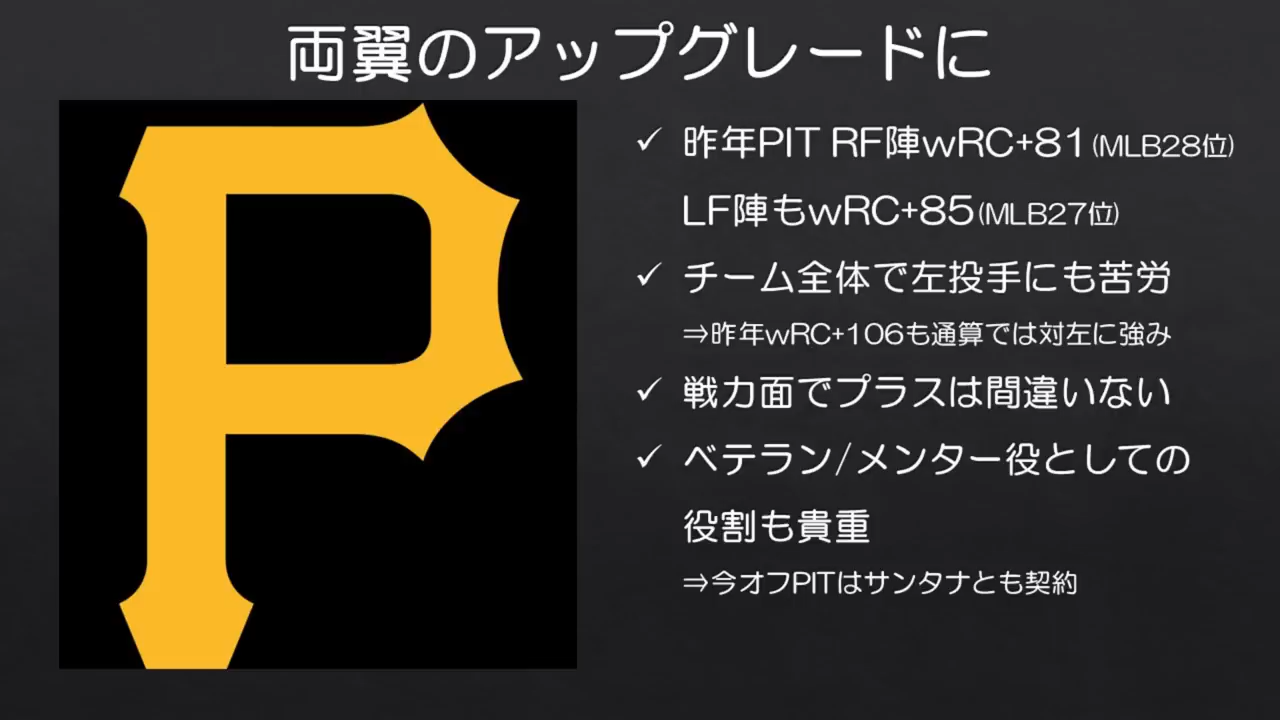 両翼のアップグレードに
P
✓ 昨年PIT RF陣wRC+81(MLB28位)
LF陣もwRC+85(MLB27位)
✓ チーム全体で左投手にも苦労
⇒昨年wRC+106も通算では対左に強み
✓ 戦力面でプラスは間違いない
✓ ベテラン/メンター役としての
役割も貴重
⇒今オフPITはサンタナとも契約